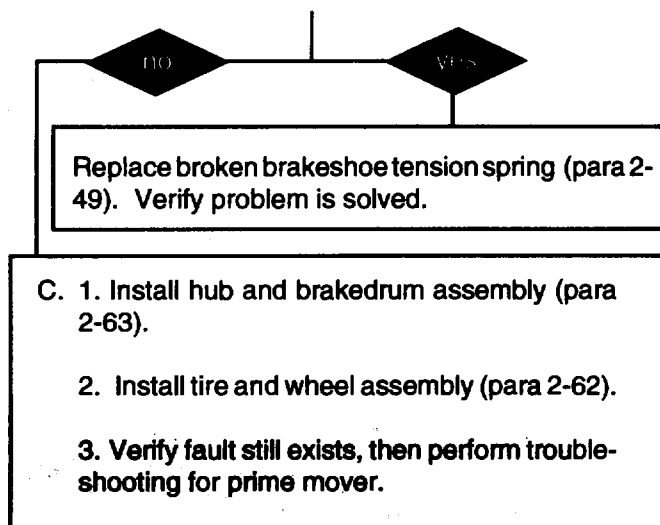 no
yes
Replace broken brakeshoe tension spring (para 2-
49). Verify problem is solved.
C. 1. Install hub and brakedrum assembly (para
2-63).
2. Install tire and wheel assembly (para 2-62).
3. Verify fault still exists, then perform trouble-
shooting for prime mover.